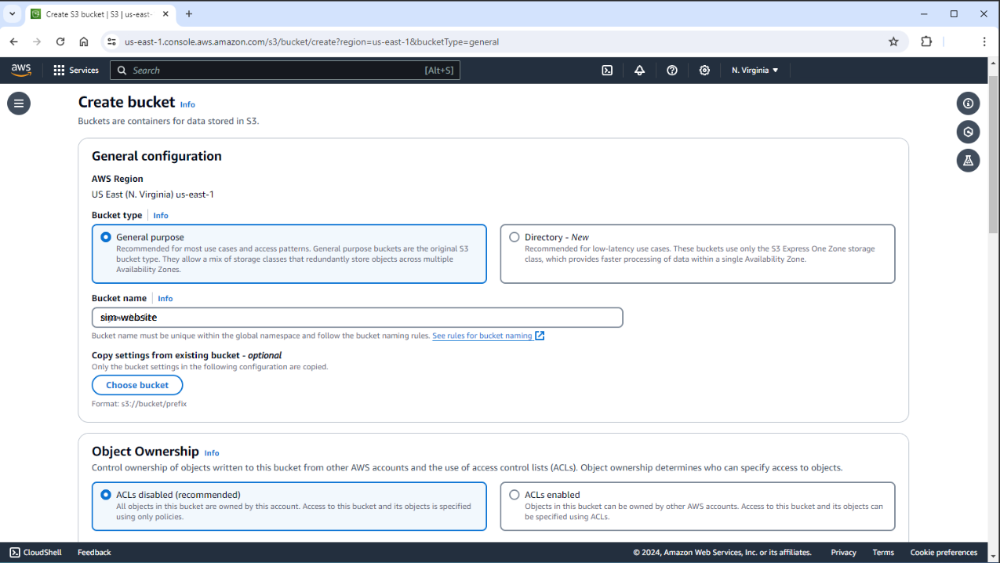 Create S3 bucket | S3 | us-east-
us-east-1.console.aws.amazon.com/s3/bucket/create?region=us-east-1&bucketType=general
aws
Services
Search
[Alt+S]
N. Virginia
Create bucket Info
Buckets are containers for data stored in S3.
General configuration
AWS Region
US East (N. Virginia) us-east-1
Bucket type Info
General purpose
Recommended for most use cases and access patterns. General purpose buckets are the original S3
bucket type. They allow a mix of storage classes that redundantly store objects across multiple
Availability Zones.
Directory - New
Recommended for low-latency use cases. These buckets use only the S3 Express One Zone storage
class, which provides faster processing of data within a single Availability Zone.
Bucket name Info
sim-website
Bucket name must be unique within the global namespace and follow the bucket naming rules. See rules for bucket naming
Copy settings from existing bucket - optional
Only the bucket settings in the following configuration are copied.
Choose bucket
Format: s3://bucket/prefix
Object Ownership Info
Control ownership of objects written to this bucket from other AWS accounts and the use of access control lists (ACLs). Object ownership determines who can specify access to objects.
ACLs disabled (recommended)
All objects in this bucket are owned by this account. Access to this bucket and its objects is specified
using only policies.
ACLs enabled
Objects in this bucket can be owned by other AWS accounts. Access to this bucket and its objects can
be specified using ACLs.
CloudShell
Feedback
© 2024, Amazon Web Services, Inc. or its affiliates.
Privacy
Terms
Cookie preferences